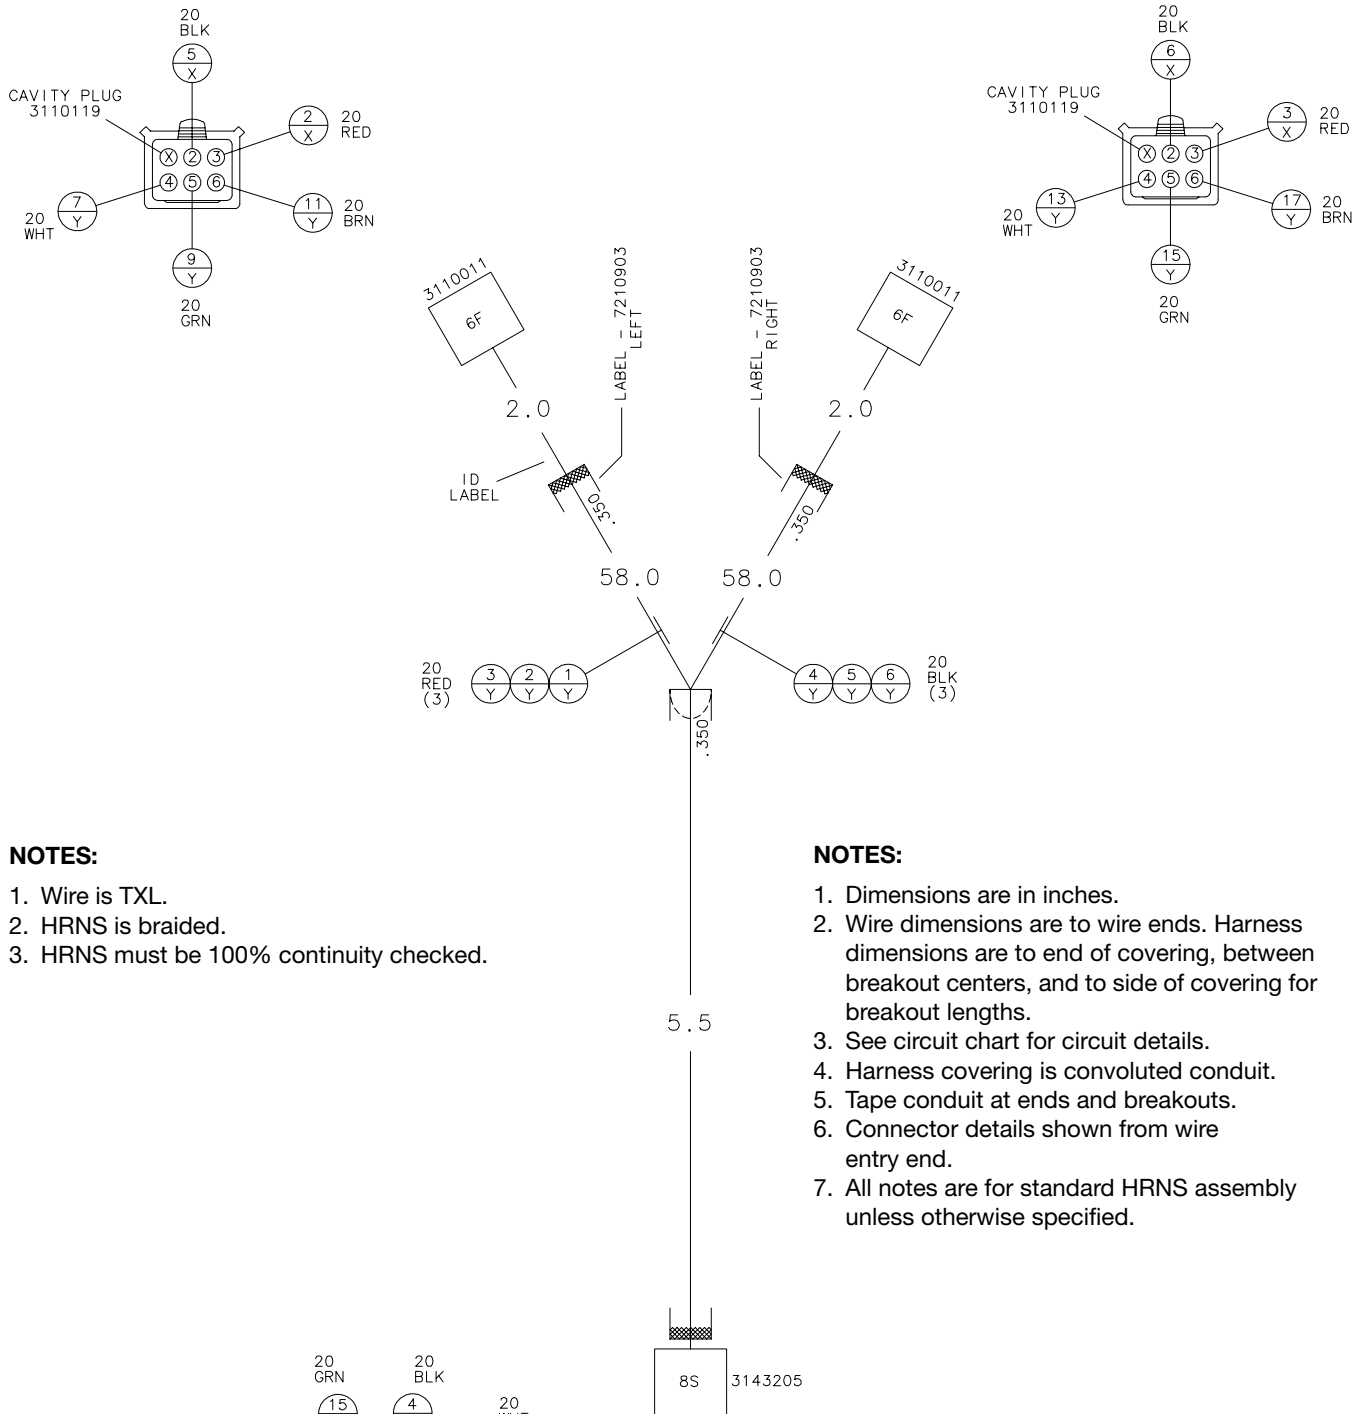 20
BLK
5
X
CAVITY PLUG
3110119
2
X
20
RED
X 2 3
4 5 6
7
Y
20
WHT
11
Y
20
BRN
9
Y
20
GRN
20
BLK
6
X
CAVITY PLUG
3110119
3
X
20
RED
X 2 3
4 5 6
13
Y
20
WHT
17
Y
20
BRN
15
Y
20
GRN
3110011
6F
LABEL - 7210903
LEFT
LABEL - 7210903
RIGHT
3110011
6F
2.0
2.0
ID
LABEL
.350
.350
58.0
58.0
20
RED
(3)
3 2 1
Y Y Y
4 5 6
Y Y Y
20
BLK
(3)
.350
NOTES:
1. Wire is TXL.
2. HRNS is braided.
3. HRNS must be 100% continuity checked.
NOTES:
1. Dimensions are in inches.
2. Wire dimensions are to wire ends. Harness
dimensions are to end of covering, between
breakout centers, and to side of covering for
breakout lengths.
3. See circuit chart for circuit details.
4. Harness covering is convoluted conduit.
5. Tape conduit at ends and breakouts.
6. Connector details shown from wire
entry end.
7. All notes are for standard HRNS assembly
unless otherwise specified.
5.5
8S
3143205
20
GRN
15
20
BLK
4
20